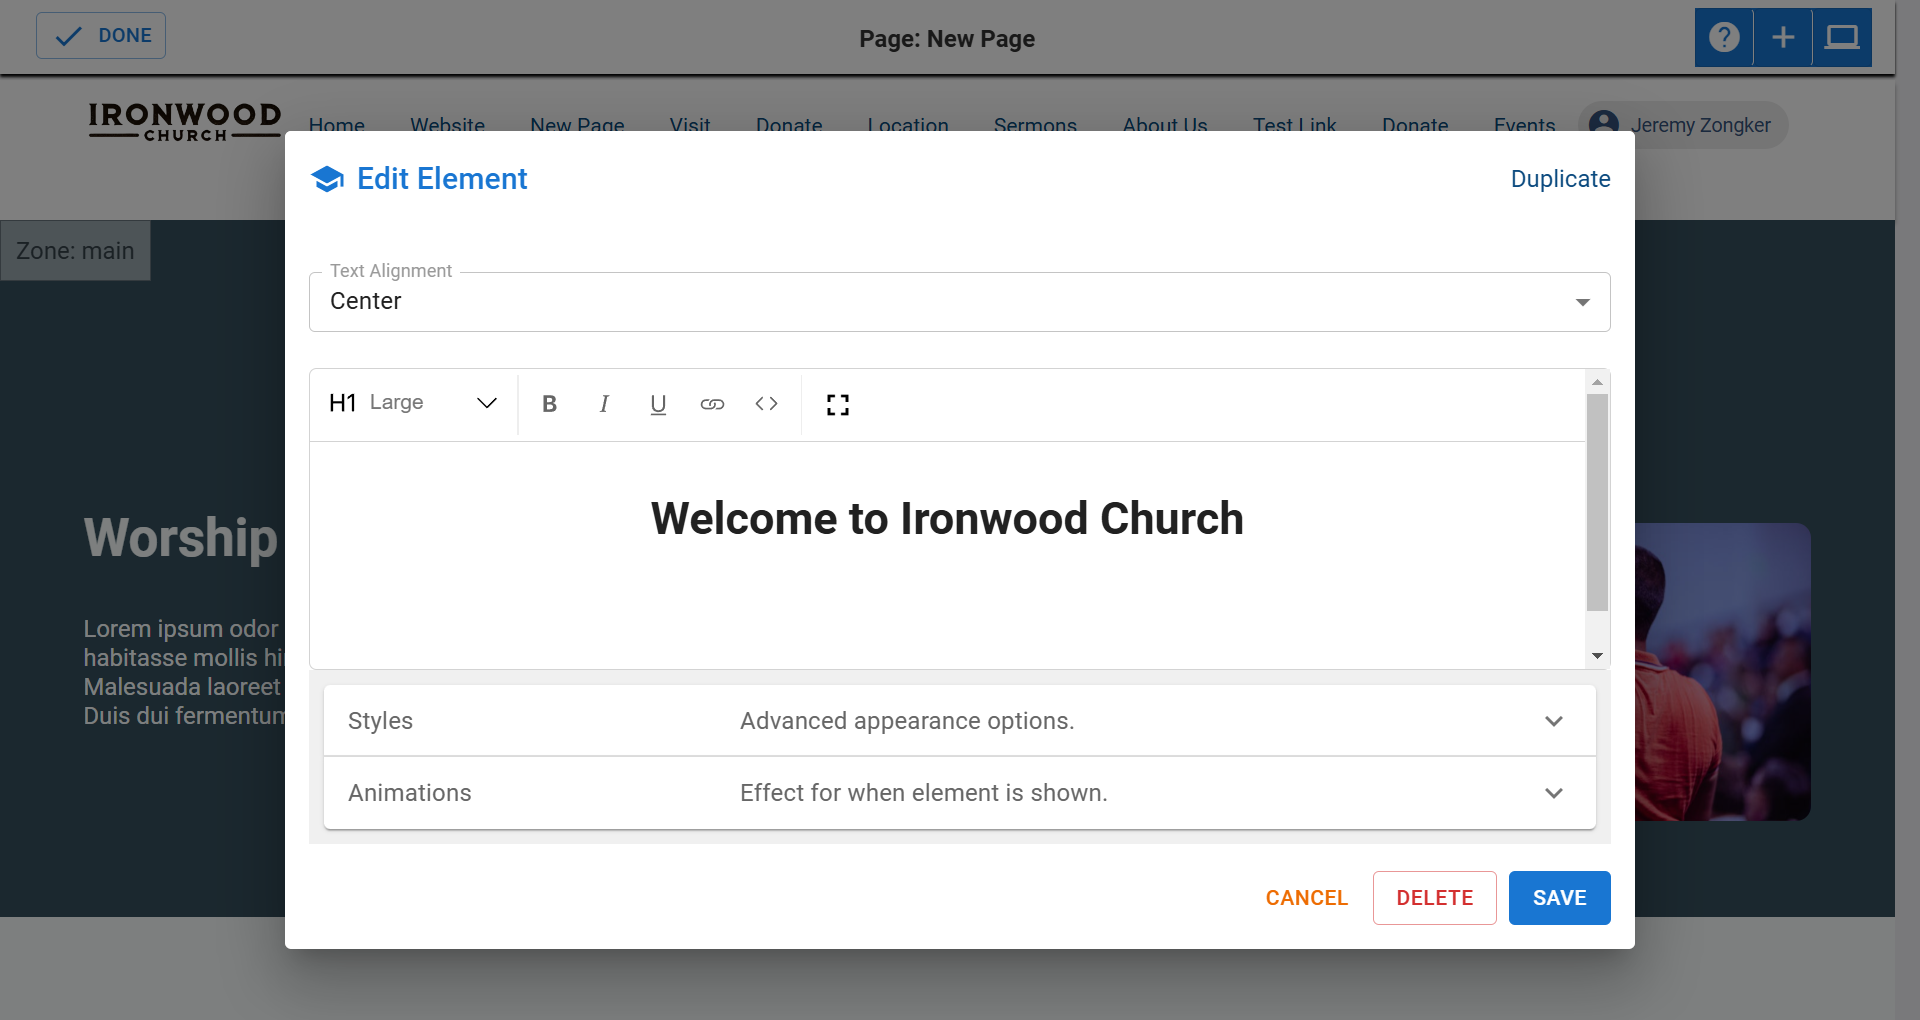 DONE
Page: New Page
IRONWOOD
CHURCH
Home Website New Page Visit Donate Location Sermons About Us Test Link Donate Events Jeremy Zongker
Edit Element
Duplicate
Zone: main
Text Alignment
Center
H1 Large B I U
Welcome to Ironwood Church
Worship
Lorem ipsum odor
habitasse mollis
Malesuada laoreet
Duis dui fermentum
Styles Advanced appearance options.
Animations Effect for when element is shown.
CANCEL DELETE SAVE